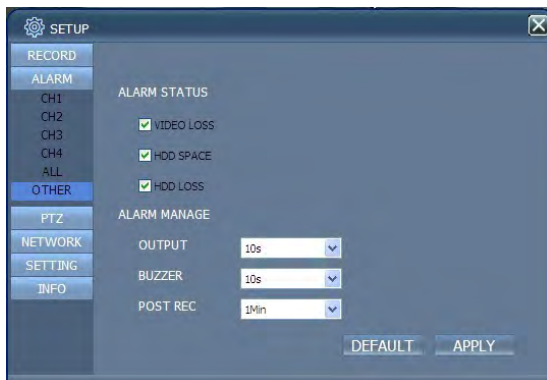 SETUP
RECORD
ALARM
CH1
CH2
CH3
CH4
ALL
OTHER
PTZ
NETWORK
SETTING
INFO
ALARM STATUS
VIDEO LOSS
HDD SPACE
HDD LOSS
ALARM MANAGE
OUTPUT 10s
BUZZER 10s
POST REC 1Min
DEFAULT APPLY